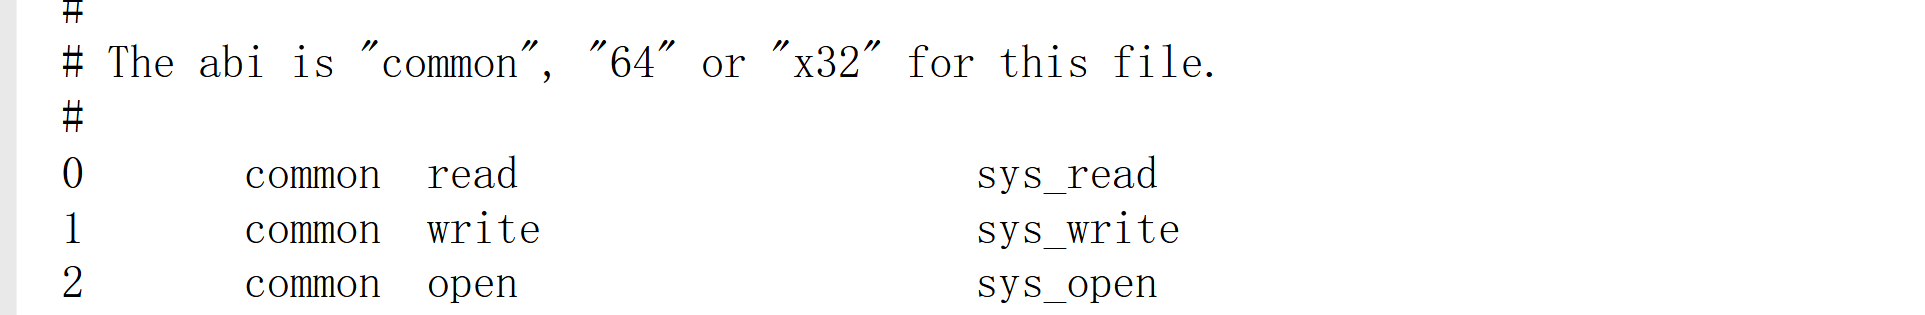 #
# The abi is "common", "64" or "x32" for this file.
#
0       common  read                    sys_read
1       common  write                   sys_write
2       common  open                    sys_open